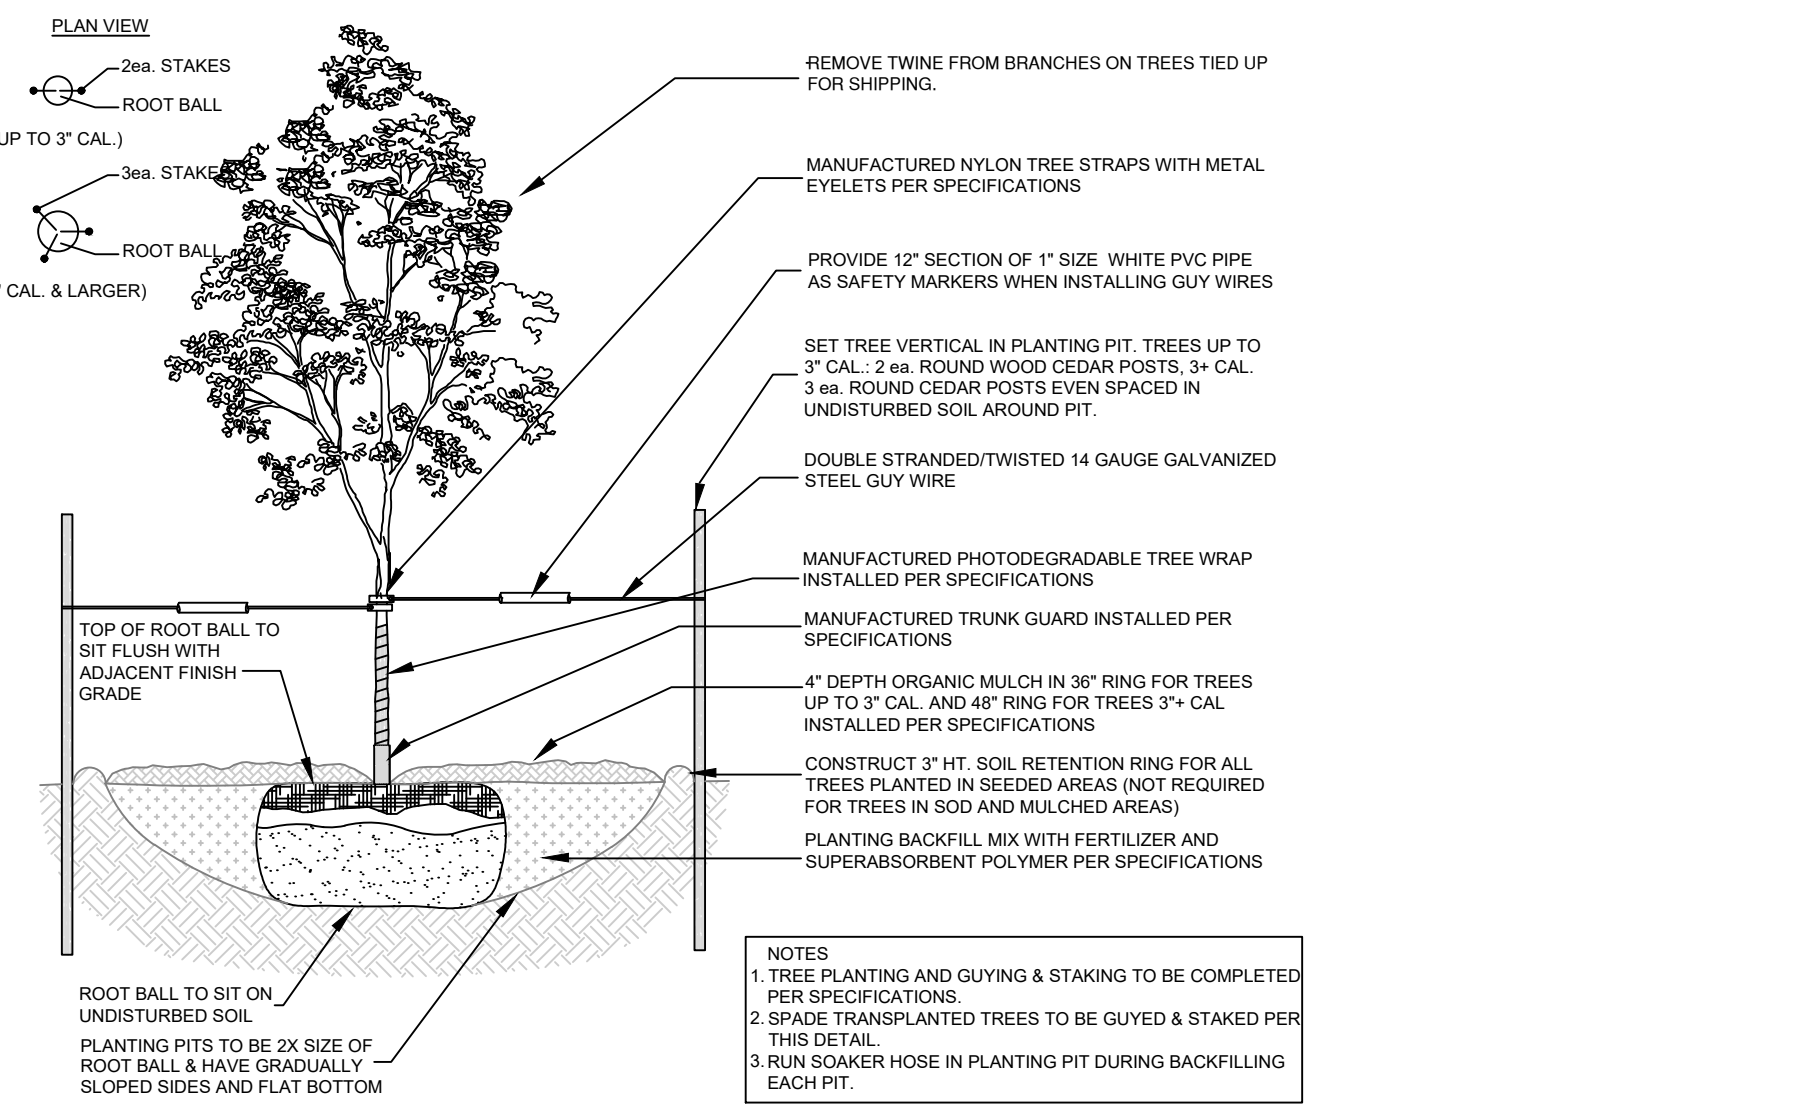 PLAN VIEW
2ea. STAKES
ROOT BALL
UP TO 3" CAL.)
3ea. STAKE
ROOT BALL
" CAL. & LARGER)
REMOVE TWINE FROM BRANCHES ON TREES TIED UP
FOR SHIPPING.
MANUFACTURED NYLON TREE STRAPS WITH METAL
EYELETS PER SPECIFICATIONS
PROVIDE 12" SECTION OF 1" SIZE WHITE PVC PIPE
AS SAFETY MARKERS WHEN INSTALLING GUY WIRES
SET TREE VERTICAL IN PLANTING PIT. TREES UP TO
3" CAL.: 2 ea. ROUND WOOD CEDAR POSTS, 3+ CAL.
3 ea. ROUND CEDAR POSTS EVEN SPACED IN
UNDISTURBED SOIL AROUND PIT.
DOUBLE STRANDED/TWISTED 14 GAUGE GALVANIZED
STEEL GUY WIRE
MANUFACTURED PHOTODEGRADABLE TREE WRAP
INSTALLED PER SPECIFICATIONS
MANUFACTURED TRUNK GUARD INSTALLED PER
SPECIFICATIONS
4" DEPTH ORGANIC MULCH IN 36" RING FOR TREES
UP TO 3" CAL. AND 48" RING FOR TREES 3"+ CAL
INSTALLED PER SPECIFICATIONS
CONSTRUCT 3" HT. SOIL RETENTION RING FOR ALL
TREES PLANTED IN SEEDED AREAS (NOT REQUIRED
FOR TREES IN SOD AND MULCHED AREAS)
PLANTING BACKFILL MIX WITH FERTILIZER AND
SUPERABSORBENT POLYMER PER SPECIFICATIONS
TOP OF ROOT BALL TO
SIT FLUSH WITH
ADJACENT FINISH
GRADE
ROOT BALL TO SIT ON
UNDISTURBED SOIL
PLANTING PITS TO BE 2X SIZE OF
ROOT BALL & HAVE GRADUALLY
SLOPED SIDES AND FLAT BOTTOM
NOTES
1. TREE PLANTING AND GUYING & STAKING TO BE COMPLETED
PER SPECIFICATIONS.
2. SPADE TRANSPLANTED TREES TO BE GUYED & STAKED PER
THIS DETAIL.
3. RUN SOAKER HOSE IN PLANTING PIT DURING BACKFILLING
EACH PIT.